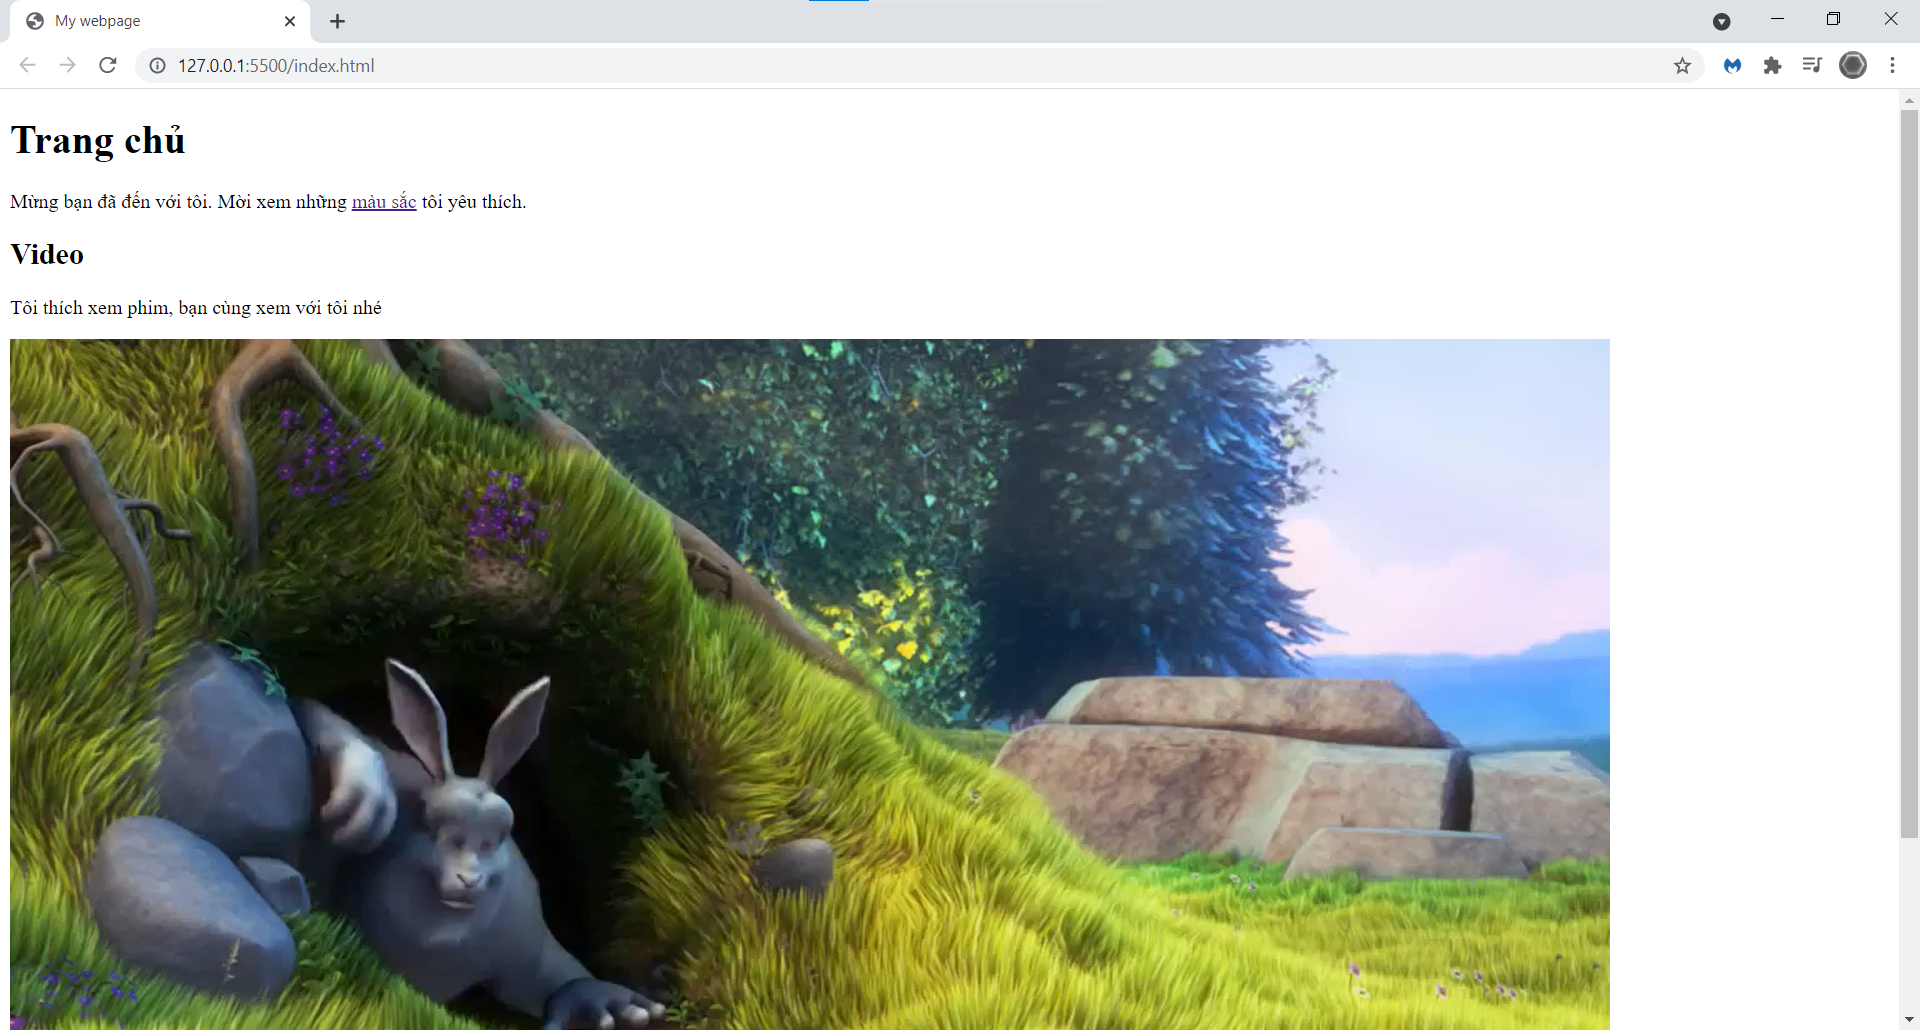 My webpage
127.0.0.1:5500/index.html
Trang chủ
Mừng bạn đã đến với tôi. Mời xem những màu sắc tôi yêu thích.
Video
Tôi thích xem phim, bạn cùng xem với tôi nhé